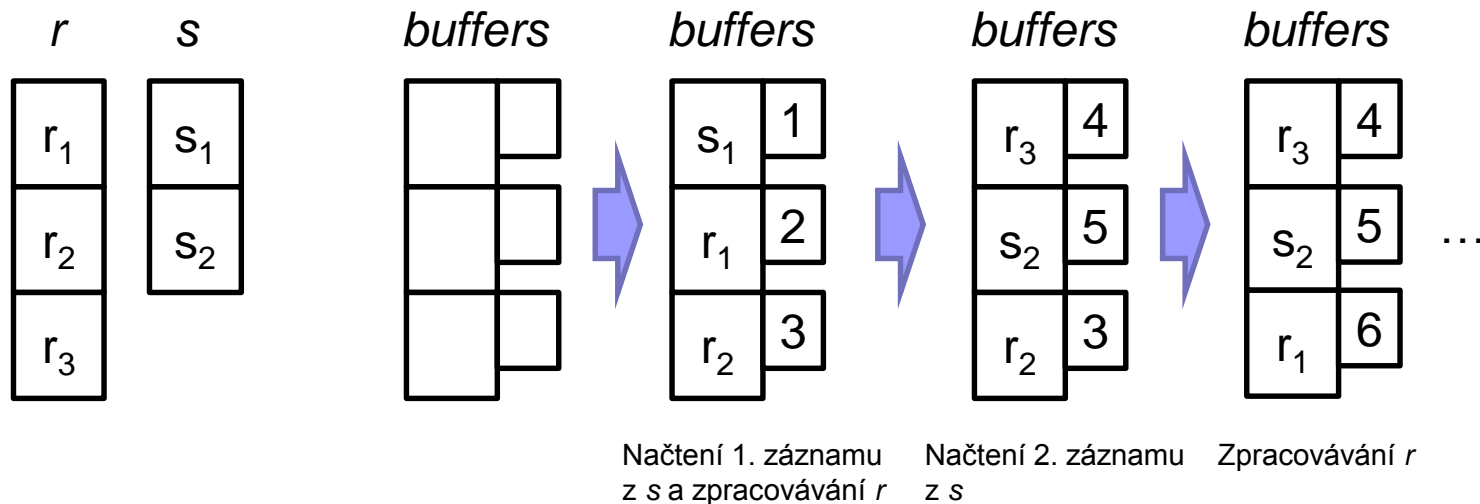 r s buffers buffers buffers buffers
r₁ s₁ s₁ 1 r₃ 4 r₃ 4
r₂ s₂ r₁ 2 s₂ 5 s₂ 5 …
r₃ r₂ 3 r₂ 3 r₁ 6
Načtení 1. záznamu
z s a zpracovávání r
Načtení 2. záznamu
z s
Zpracovávání r